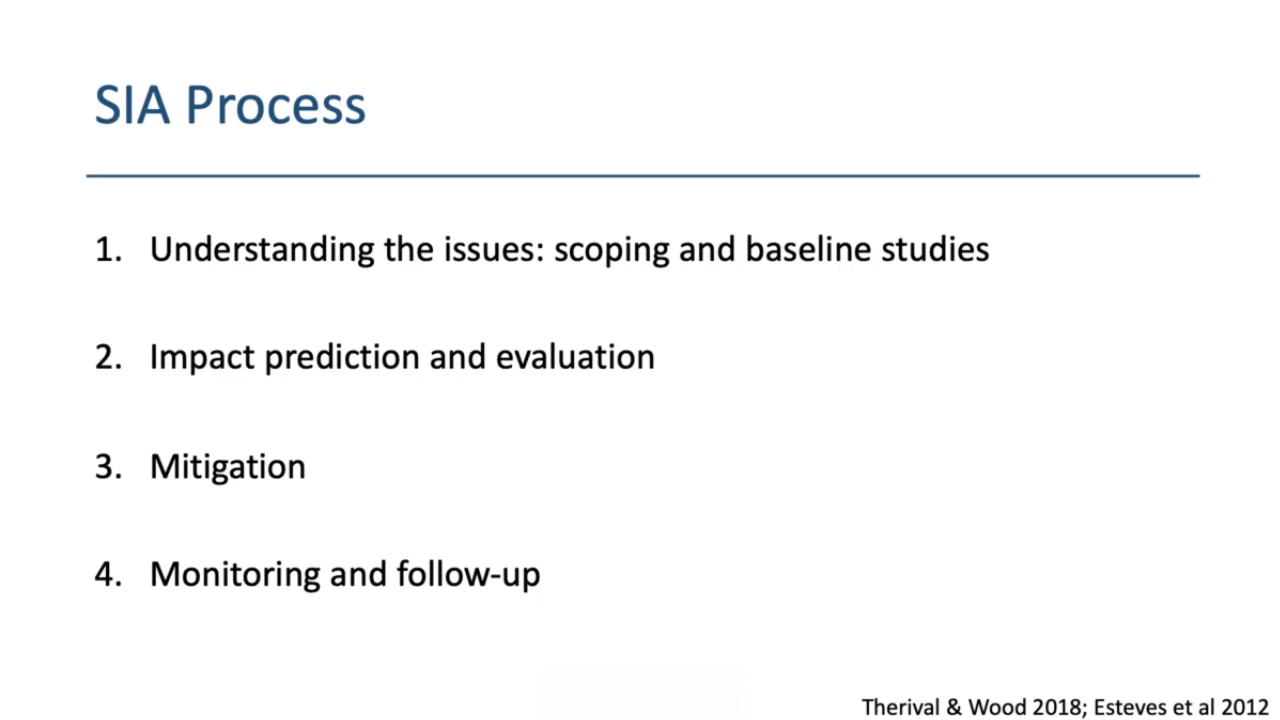 SIA Process
1. Understanding the issues: scoping and baseline studies
2. Impact prediction and evaluation
3. Mitigation
4. Monitoring and follow-up
Therival & Wood 2018; Esteves et al 2012